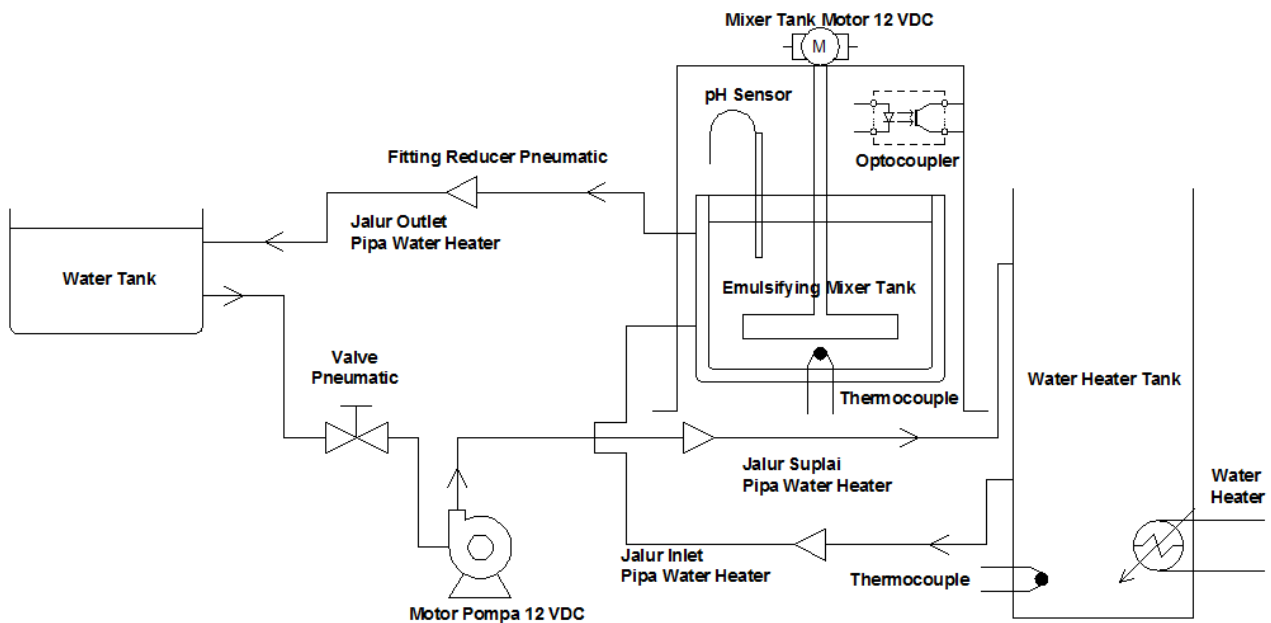 Mixer Tank Motor 12 VDC
M
pH Sensor
Optocoupler
Fitting Reducer Pneumatic
Jalur Outlet
Pipa Water Heater
Water Tank
Emulsifying Mixer Tank
Valve
Pneumatic
Thermocouple
Water Heater Tank
Jalur Suplai
Pipa Water Heater
Water
Heater
Jalur Inlet
Pipa Water Heater
Thermocouple
Motor Pompa 12 VDC